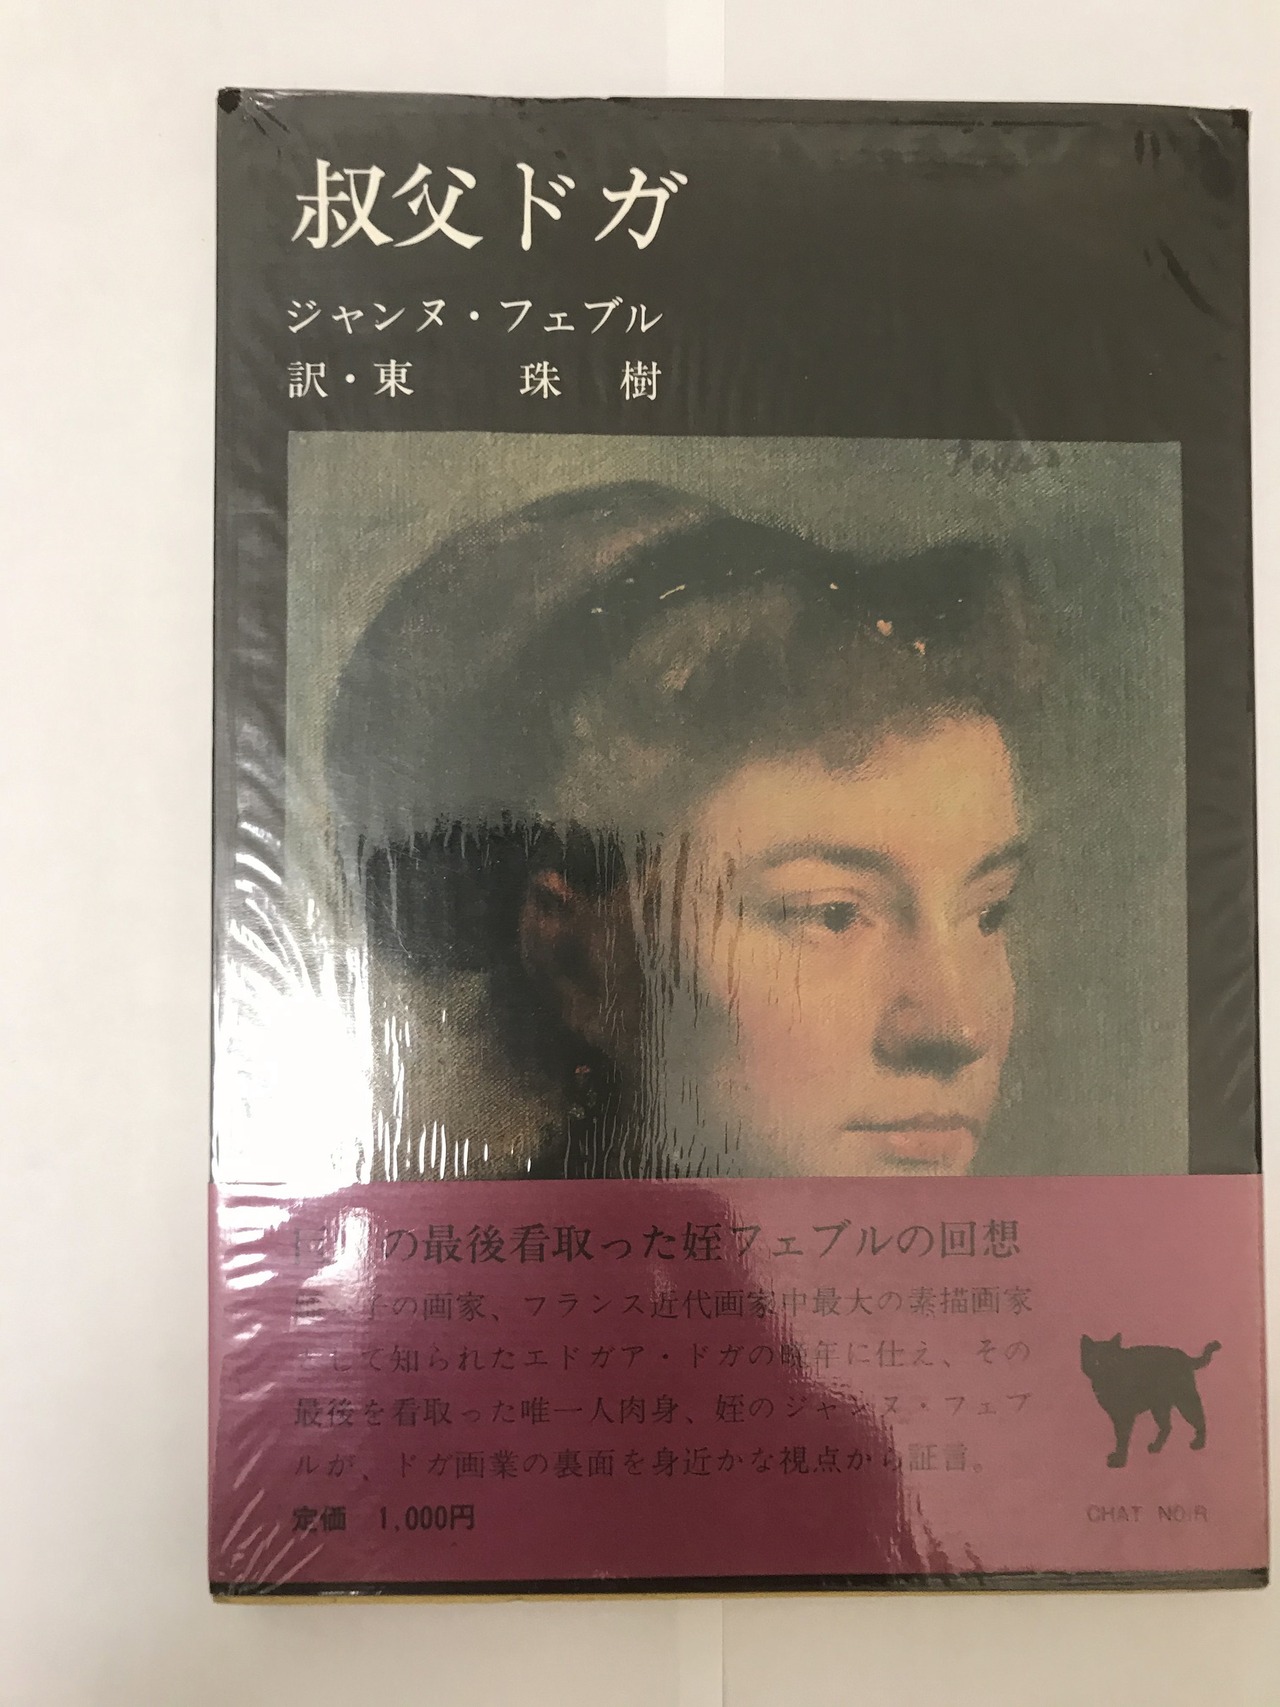 叔父ドガ
ジャンヌ・フェブル
訳・東 珠 樹
Degas
の最後看取った姪フェブルの回想
子の画家、フランス近代画家中最大の素描画家
として知られたエドガア・ドガの晩年に仕え、その
最後を看取った唯一人肉身、姪のジャンヌ・フェブ
ルが、ドガ画業の裏面を身近かな視点から証言。
定価 1,000円
CHAT NOIR